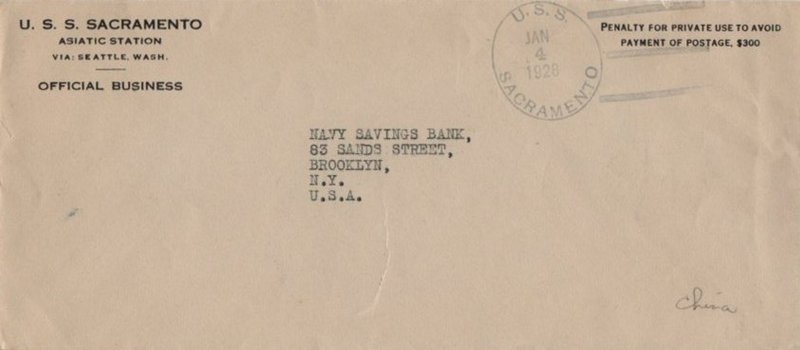 U. S. S. SACRAMENTO
ASIATIC STATION
VIA: SEATTLE, WASH.
OFFICIAL BUSINESS
U. S. S.
JAN
4
1928
SACRAMENTO
PENALTY FOR PRIVATE USE TO AVOID
PAYMENT OF POSTAGE, $300
NAVY SAVINGS BANK,
83 SANDS STREET,
BROOKLYN,
N.Y.
U.S.A.
China